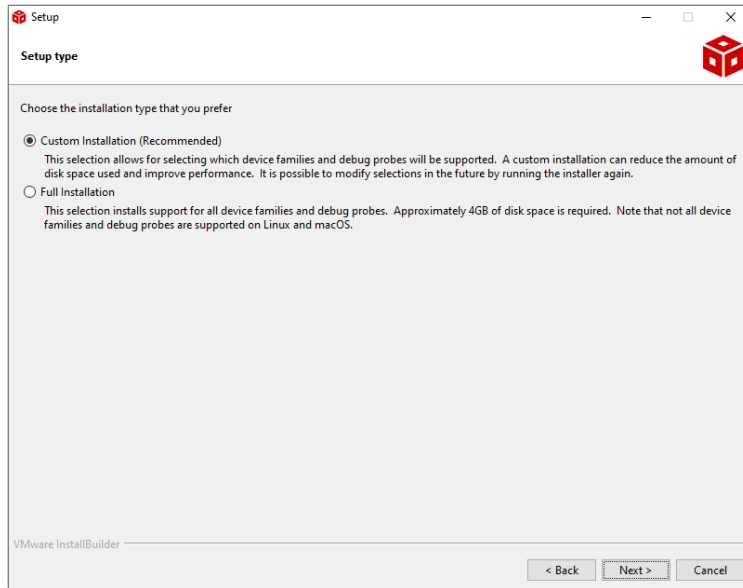 Setup
Setup type
Choose the installation type that you prefer
Custom Installation (Recommended)
This selection allows for selecting which device families and debug probes will be supported.  A custom installation can reduce the amount of
disk space used and improve performance.  It is possible to modify selections in the future by running the installer again.
Full Installation
This selection installs support for all device families and debug probes.  Approximately 4GB of disk space is required.  Note that not all device
families and debug probes are supported on Linux and macOS.
VMware InstallBuilder
< Back
Next >
Cancel